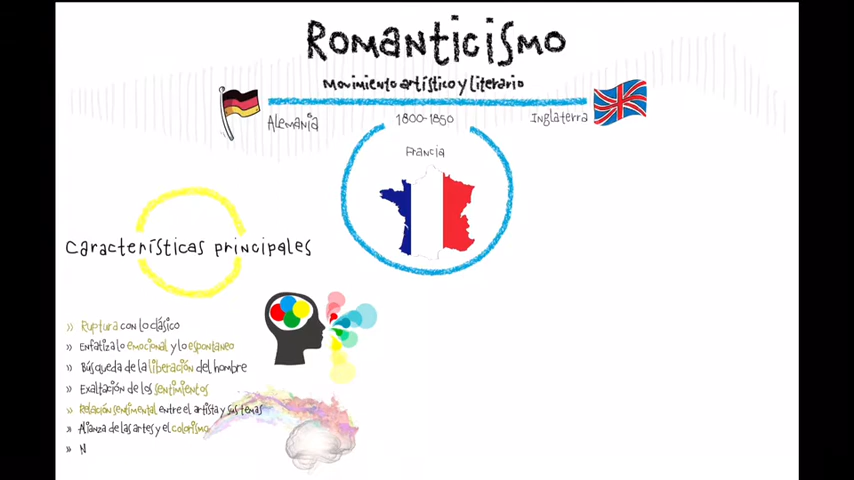 Romanticismo
Movimiento artístico y literario
Alemania
1800-1850
Inglaterra
Francia
Características principales
» Ruptura con lo clásico
» Enfatiza lo emocional y lo espontaneo
» Búsqueda de la liberación del hombre
» Exaltación de los sentimientos
» Relación sentimental entre el artista y sus temas
» Alianza de las artes y el colorismo
» N